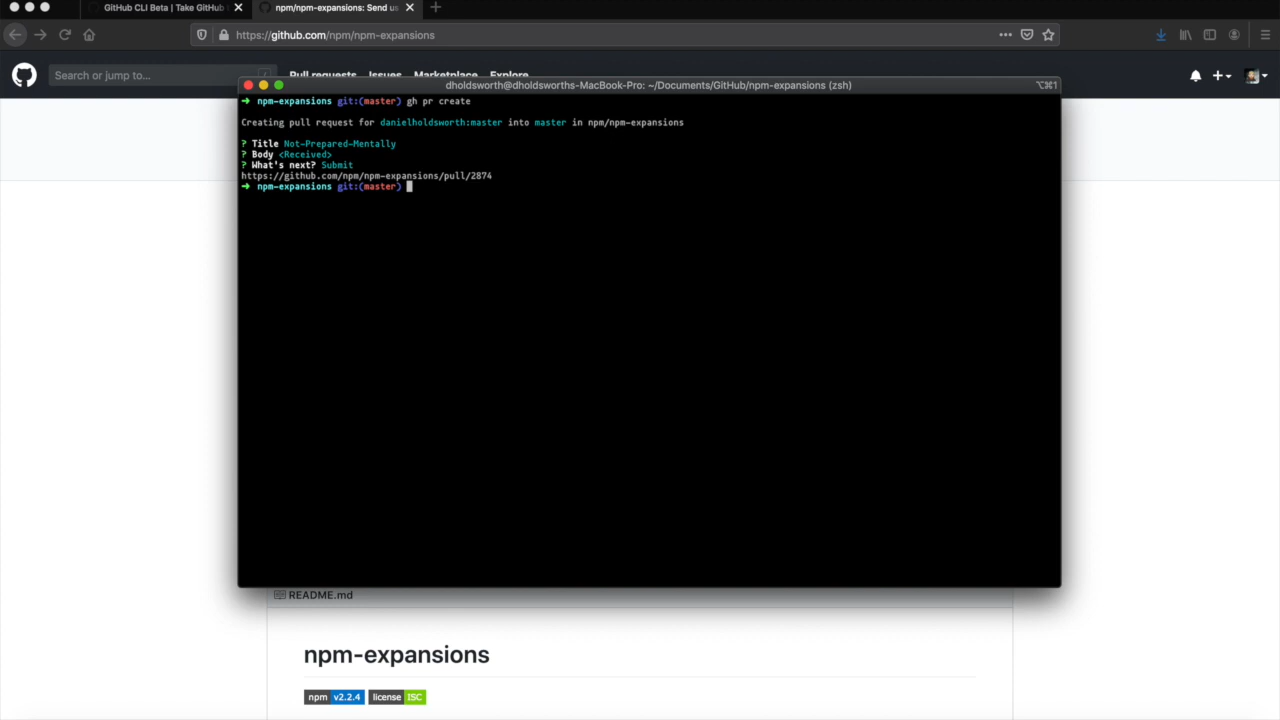 GitHub CLI Beta | Take GitHub
npm/npm-expansions: Send us
https://github.com/npm/npm-expansions
Search or jump to...
/
Pull requests Issues Marketplace Explore
dholdsworth@dholdsworths-MacBook-Pro: ~/Documents/GitHub/npm-expansions (zsh)
⌥⌘1
➜ npm-expansions git:(master) gh pr create
Creating pull request for danielholdsworth:master into master in npm/npm-expansions
? Title Not-Prepared-Mentally
? Body <Received>
? What's next? Submit
https://github.com/npm/npm-expansions/pull/2874
➜ npm-expansions git:(master)
README.md
npm-expansions
npm v2.2.4 license ISC